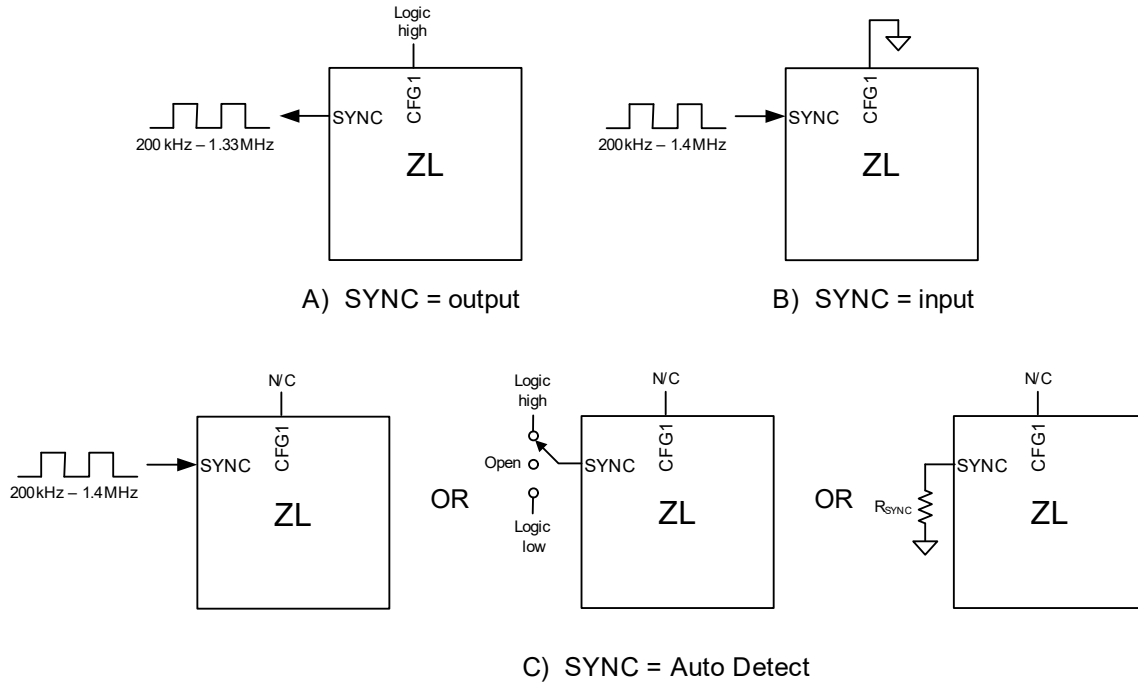 Logic
high
CFG1
SYNC
200 kHz – 1.33MHz
ZL
A) SYNC = output
CFG1
SYNC
200kHz – 1.4MHz
ZL
B) SYNC = input
N/C
CFG1
SYNC
200kHz – 1.4MHz
ZL
OR
Logic
high
Open
Logic
low
N/C
CFG1
SYNC
ZL
OR
N/C
CFG1
SYNC
RSYNC
ZL
C) SYNC = Auto Detect